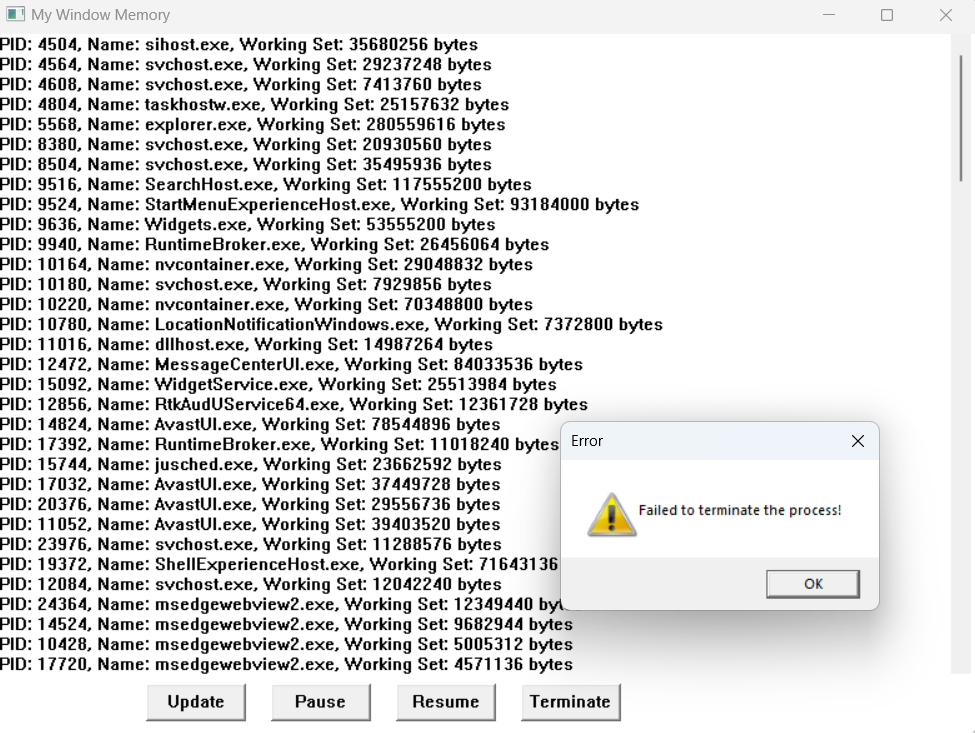 My Window Memory
PID: 4504, Name: sihost.exe, Working Set: 35680256 bytes
PID: 4564, Name: svchost.exe, Working Set: 29237248 bytes
PID: 4608, Name: svchost.exe, Working Set: 7413760 bytes
PID: 4804, Name: taskhostw.exe, Working Set: 25157632 bytes
PID: 5568, Name: explorer.exe, Working Set: 280559616 bytes
PID: 8380, Name: svchost.exe, Working Set: 20930560 bytes
PID: 8504, Name: svchost.exe, Working Set: 35495936 bytes
PID: 9516, Name: SearchHost.exe, Working Set: 117555200 bytes
PID: 9524, Name: StartMenuExperienceHost.exe, Working Set: 93184000 bytes
PID: 9636, Name: Widgets.exe, Working Set: 53555200 bytes
PID: 9940, Name: RuntimeBroker.exe, Working Set: 26456064 bytes
PID: 10164, Name: nvcontainer.exe, Working Set: 29048832 bytes
PID: 10180, Name: svchost.exe, Working Set: 7929856 bytes
PID: 10220, Name: nvcontainer.exe, Working Set: 70348800 bytes
PID: 10780, Name: LocationNotificationWindows.exe, Working Set: 7372800 bytes
PID: 11016, Name: dllhost.exe, Working Set: 14987264 bytes
PID: 12472, Name: MessageCenterUI.exe, Working Set: 84033536 bytes
PID: 15092, Name: WidgetService.exe, Working Set: 25513984 bytes
PID: 12856, Name: RtkAudUService64.exe, Working Set: 12361728 bytes
PID: 14824, Name: AvastUI.exe, Working Set: 78544896 bytes
PID: 17392, Name: RuntimeBroker.exe, Working Set: 11018240 bytes
PID: 15744, Name: jusched.exe, Working Set: 23662592 bytes
PID: 17032, Name: AvastUI.exe, Working Set: 37449728 bytes
PID: 20376, Name: AvastUI.exe, Working Set: 29556736 bytes
PID: 11052, Name: AvastUI.exe, Working Set: 39403520 bytes
PID: 23976, Name: svchost.exe, Working Set: 11288576 bytes
PID: 19372, Name: ShellExperienceHost.exe, Working Set: 71643136
PID: 12084, Name: svchost.exe, Working Set: 12042240 bytes
PID: 24364, Name: msedgewebview2.exe, Working Set: 12349440
PID: 14524, Name: msedgewebview2.exe, Working Set: 9682944 bytes
PID: 10428, Name: msedgewebview2.exe, Working Set: 5005312 bytes
PID: 17720, Name: msedgewebview2.exe, Working Set: 4571136 bytes
Error
Failed to terminate the process!
OK
Update Pause Resume Terminate